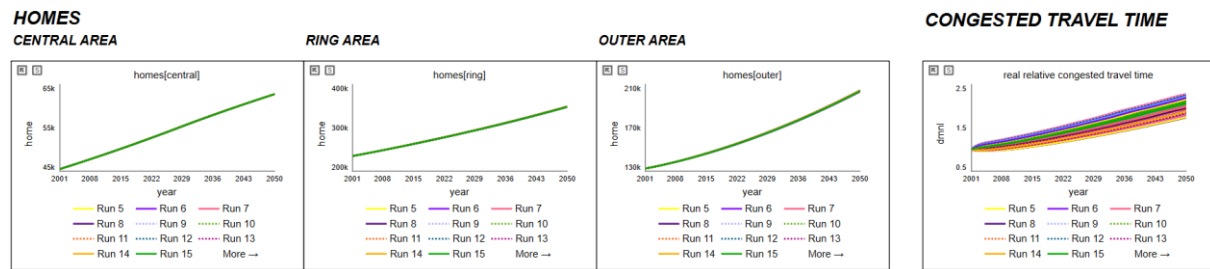 HOMES
CENTRAL AREA
RING AREA
OUTER AREA
CONGESTED TRAVEL TIME
homes[central]
home
65k
55k
45k
2001 2008 2015 2022 2029 2036 2043 2050
year
Run 5 Run 6 Run 7
Run 8 Run 9 Run 10
Run 11 Run 12 Run 13
Run 14 Run 15 More →
homes[ring]
home
400k
300k
200k
2001 2008 2015 2022 2029 2036 2043 2050
year
Run 5 Run 6 Run 7
Run 8 Run 9 Run 10
Run 11 Run 12 Run 13
Run 14 Run 15 More →
homes[outer]
home
210k
170k
130k
2001 2008 2015 2022 2029 2036 2043 2050
year
Run 5 Run 6 Run 7
Run 8 Run 9 Run 10
Run 11 Run 12 Run 13
Run 14 Run 15 More →
real relative congested travel time
dmnl
2.5
1.5
0.5
2001 2008 2015 2022 2029 2036 2043 2050
year
Run 5 Run 6 Run 7
Run 8 Run 9 Run 10
Run 11 Run 12 Run 13
Run 14 Run 15 More →